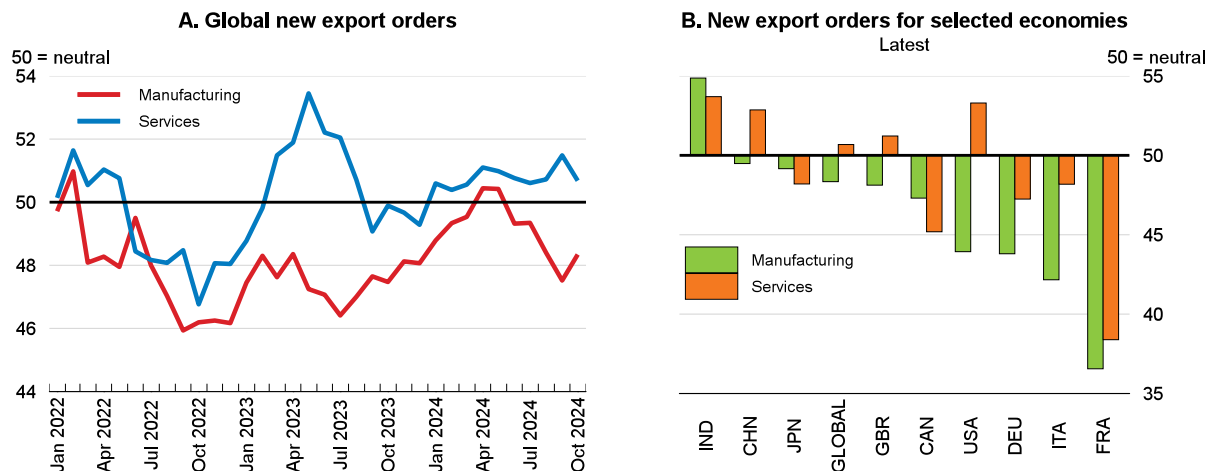 A. Global new export orders
50 = neutral
54
52
50
48
46
44
Manufacturing
Services
Jan 2022
Apr 2022
Jul 2022
Oct 2022
Jan 2023
Apr 2023
Jul 2023
Oct 2023
Jan 2024
Apr 2024
Jul 2024
Oct 2024
B. New export orders for selected economies
Latest
50 = neutral
55
50
45
40
35
Manufacturing
Services
IND
CHN
JPN
GLOBAL
GBR
CAN
USA
DEU
ITA
FRA